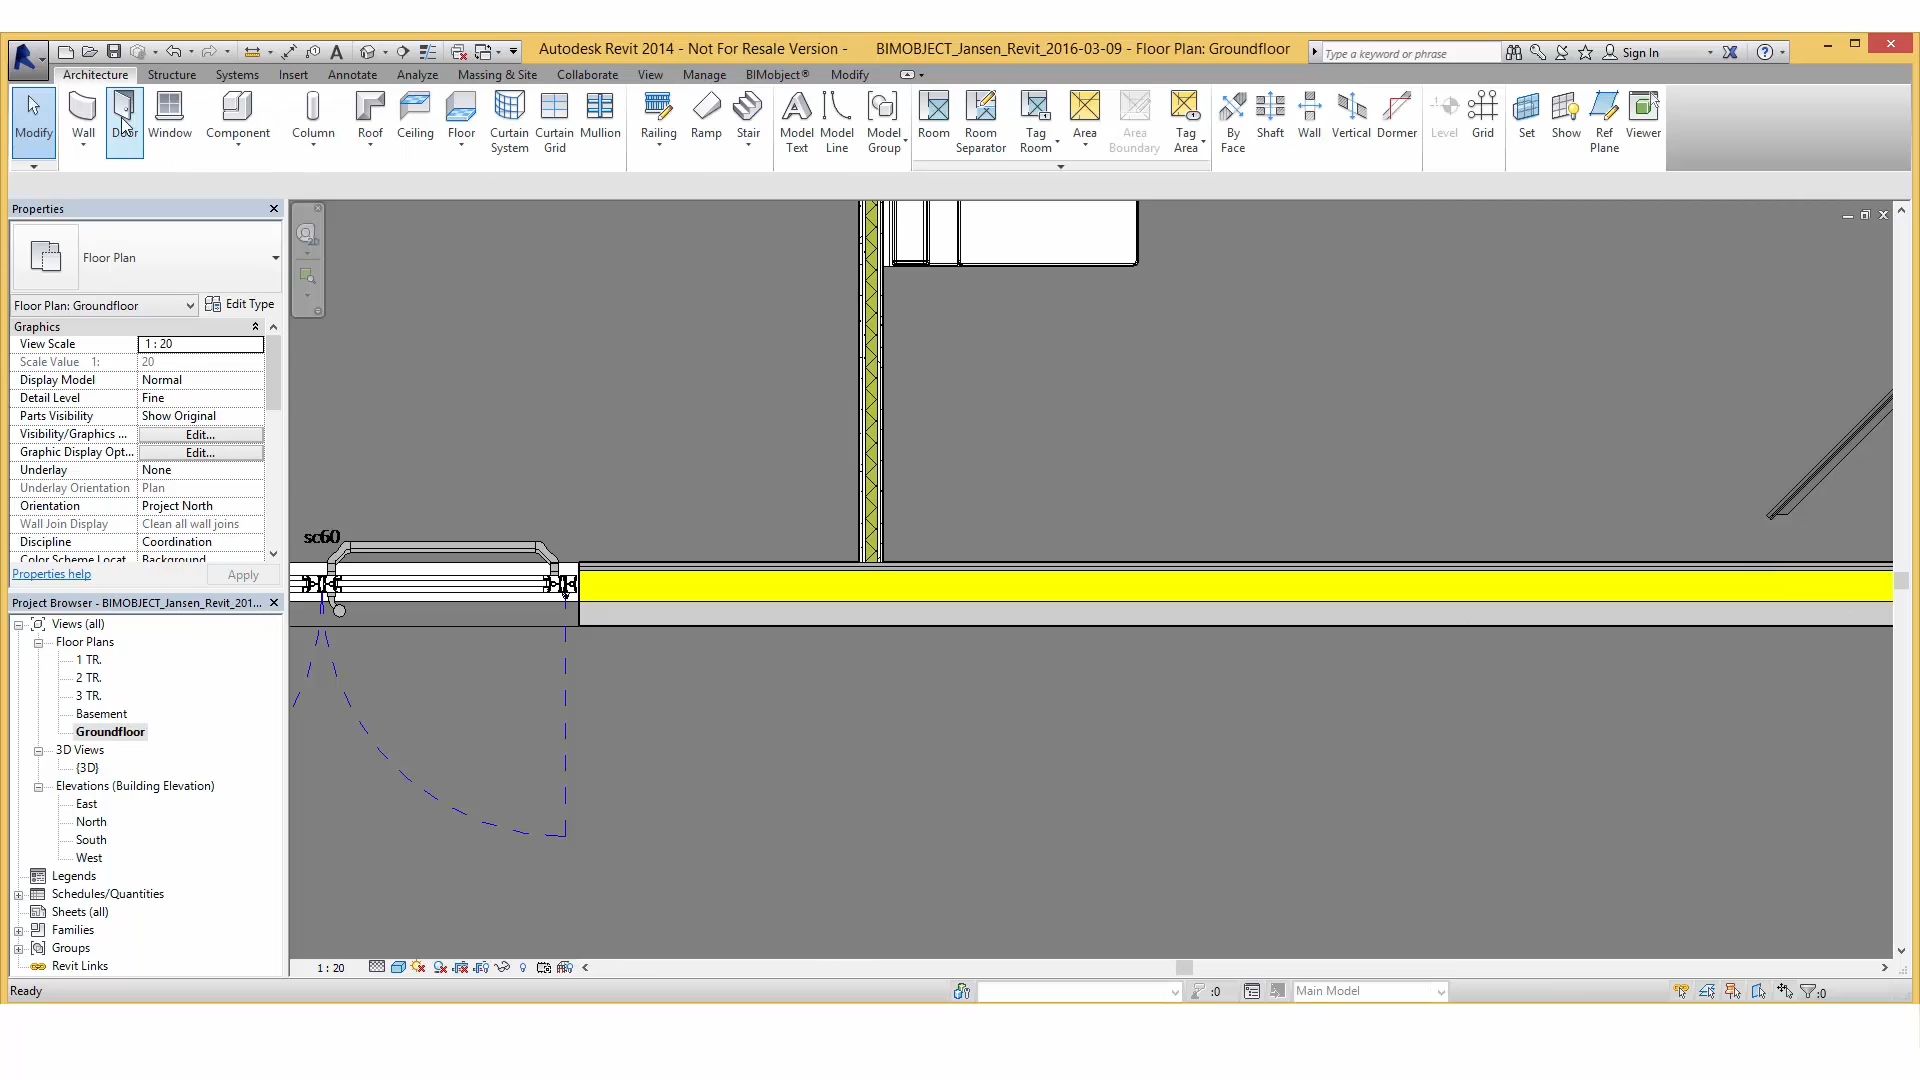 Autodesk Revit 2014 - Not For Resale Version - BIMOBJECT_Jansen_Revit_2016-03-09 - Floor Plan: Groundfloor
Type a keyword or phrase
Sign In
Architecture Structure Systems Insert Annotate Analyze Massing & Site Collaborate View Manage BIMobject® Modify
Modify Wall Door Window Component Column Roof Ceiling Floor Curtain System Curtain Grid Mullion Railing Ramp Stair Model Text Model Line Model Group Room Room Separator Tag Room Area Area Boundary Tag Area By Face Shaft Wall Vertical Dormer Level Grid Set Show Ref Plane Viewer
Properties
Floor Plan
Floor Plan: Groundfloor Edit Type
Graphics
View Scale 1 : 20
Scale Value 1: 20
Display Model Normal
Detail Level Fine
Parts Visibility Show Original
Visibility/Graphics ... Edit...
Graphic Display Opt... Edit...
Underlay None
Underlay Orientation Plan
Orientation Project North
Wall Join Display Clean all wall joins
Discipline Coordination
Color Scheme Locat... Background
Properties help Apply
Project Browser - BIMOBJECT_Jansen_Revit_201...
Views (all)
Floor Plans
1 TR.
2 TR.
3 TR.
Basement
Groundfloor
3D Views
{3D}
Elevations (Building Elevation)
East
North
South
West
Legends
Schedules/Quantities
Sheets (all)
Families
Groups
Revit Links
sc60
1 : 20
Ready
:0
Main Model
:0